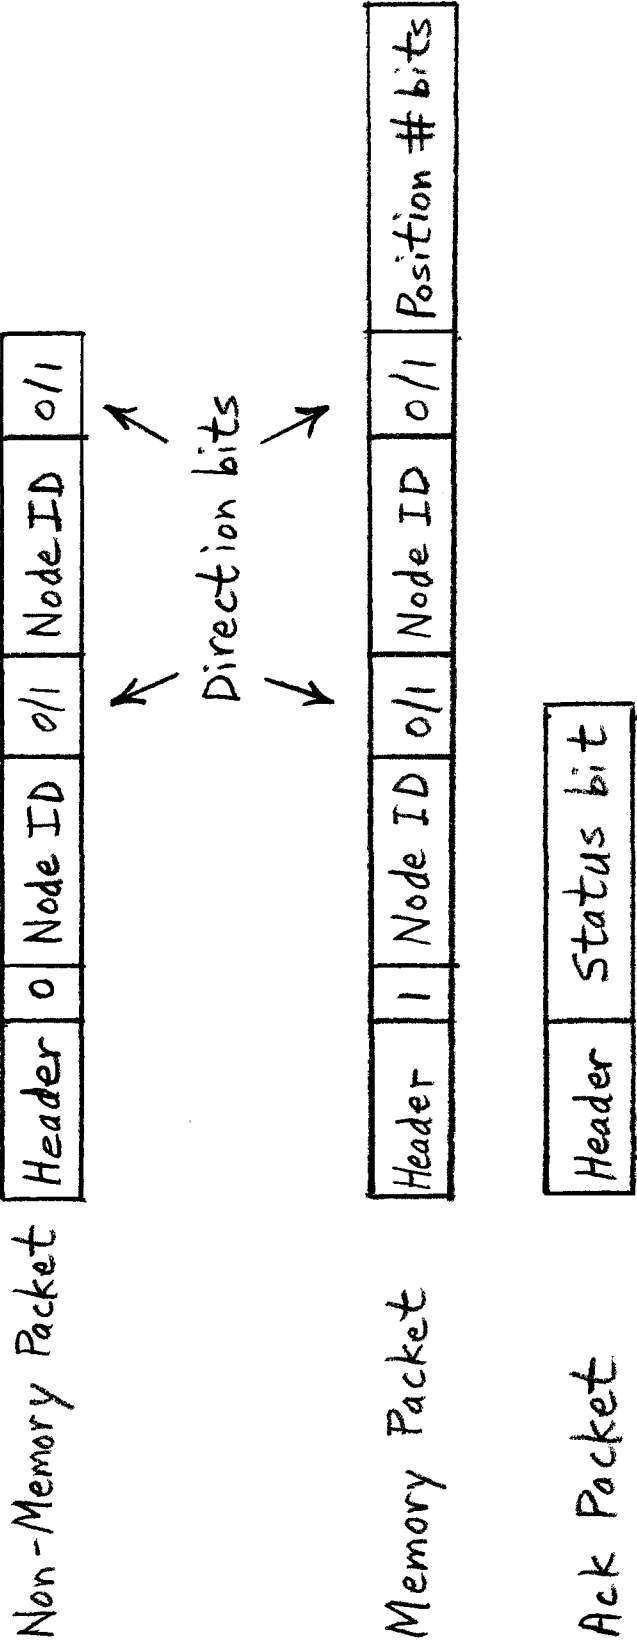 Non-Memory Packet
Header 0 Node ID 0/1 Node ID 0/1
Direction bits
Memory Packet
Header 1 Node ID 0/1 Node ID 0/1 Position # bits
Ack Packet
Header Status bit